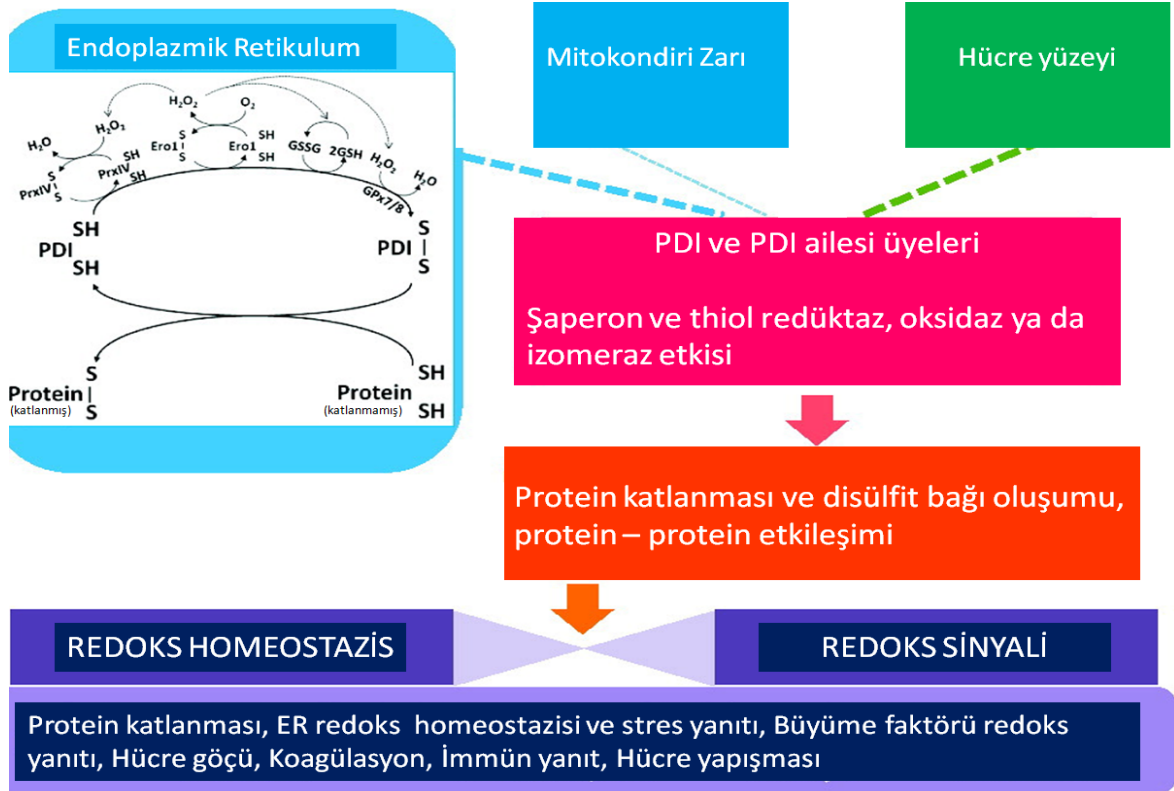 Endoplazmik Retikulum
Mitokondiri Zarı
Hücre yüzeyi
H₂O₂
O₂
H₂O₂
H₂O
S
S
PrxIV
SH
PrxIV
SH
S
Ero1
S
SH
Ero1
SH
GSSG
2GSH
H₂O₂
H₂O
GPx7/8
SH
PDI
SH
S
PDI
S
S
Protein
(katlanmış)
S
SH
Protein
(katlanmamış)
SH
PDI ve PDI ailesi üyeleri
Şaperon ve thiol redüktaz, oksidaz ya da
izomeraz etkisi
Protein katlanması ve disülfit bağı oluşumu,
protein – protein etkileşimi
REDOKS HOMEOSTAZİS
REDOKS SİNYALİ
Protein katlanması, ER redoks homeostazisi ve stres yanıtı, Büyüme faktörü redoks
yanıtı, Hücre göçü, Koagülasyon, İmmün yanıt, Hücre yapışması